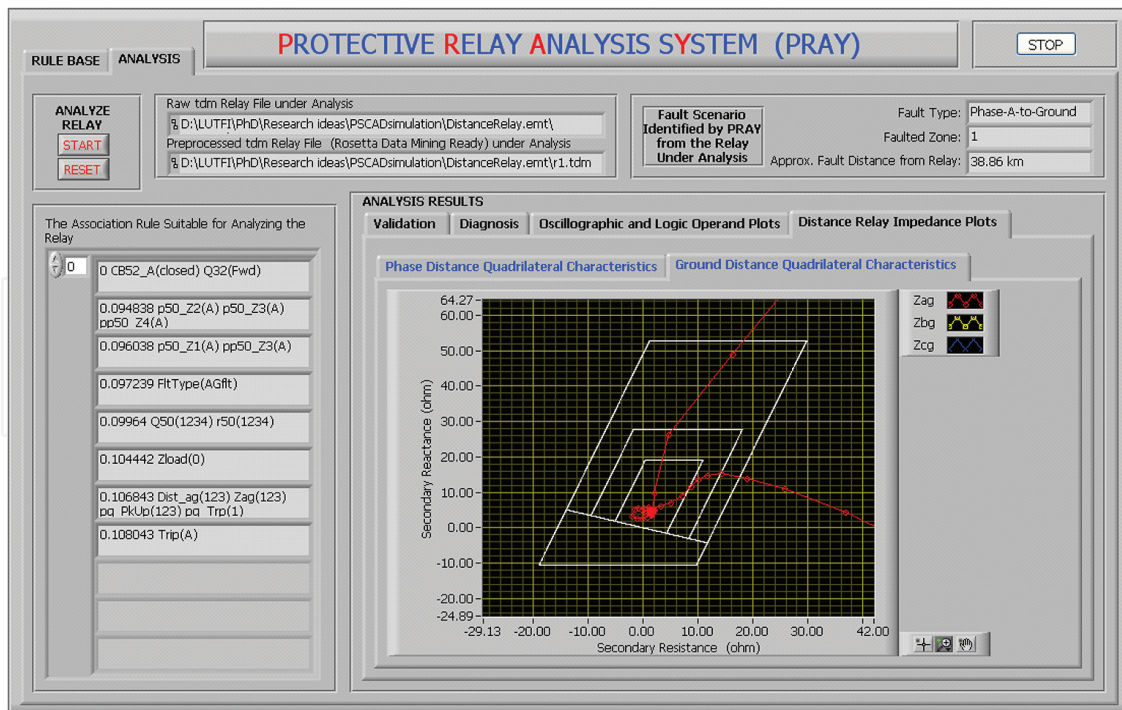 PROTECTIVE RELAY ANALYSIS SYSTEM (PRAY)
STOP
RULE BASE
ANALYSIS
ANALYZE
RELAY
START
RESET
Raw tdm Relay File under Analysis
D:\LUTFI\PhD\Research ideas\PSCADsimulation\DistanceRelay.emt\
Preprocessed tdm Relay File (Rosetta Data Mining Ready) under Analysis
D:\LUTFI\PhD\Research ideas\PSCADsimulation\DistanceRelay.emt\r1.tdm
Fault Scenario
Identified by PRAY
from the Relay
Under Analysis
Fault Type: Phase-A-to-Ground
Faulted Zone: 1
Approx. Fault Distance from Relay: 38.86 km
The Association Rule Suitable for Analyzing the
Relay
0
0 CB52_A(closed) Q32(Fwd)
0.094838 p50_Z2(A) p50_Z3(A)
pp50_Z4(A)
0.096038 p50_Z1(A) pp50_Z3(A)
0.097239 FltType(AGflt)
0.09964 Q50(1234) r50(1234)
0.104442 Zload(0)
0.106843 Dist_ag(123) Zag(123)
pg_PkUp(123) pg_Trp(1)
0.108043 Trip(A)
ANALYSIS RESULTS
Validation
Diagnosis
Oscillographic and Logic Operand Plots
Distance Relay Impedance Plots
Phase Distance Quadrilateral Characteristics
Ground Distance Quadrilateral Characteristics
Secondary Reactance (ohm)
64.27
60.00
50.00
40.00
30.00
20.00
10.00
0.00
-10.00
-20.00
-24.89
-29.13 -20.00 -10.00 0.00 10.00 20.00 30.00 42.00
Secondary Resistance (ohm)
Zag
Zbg
Zcg